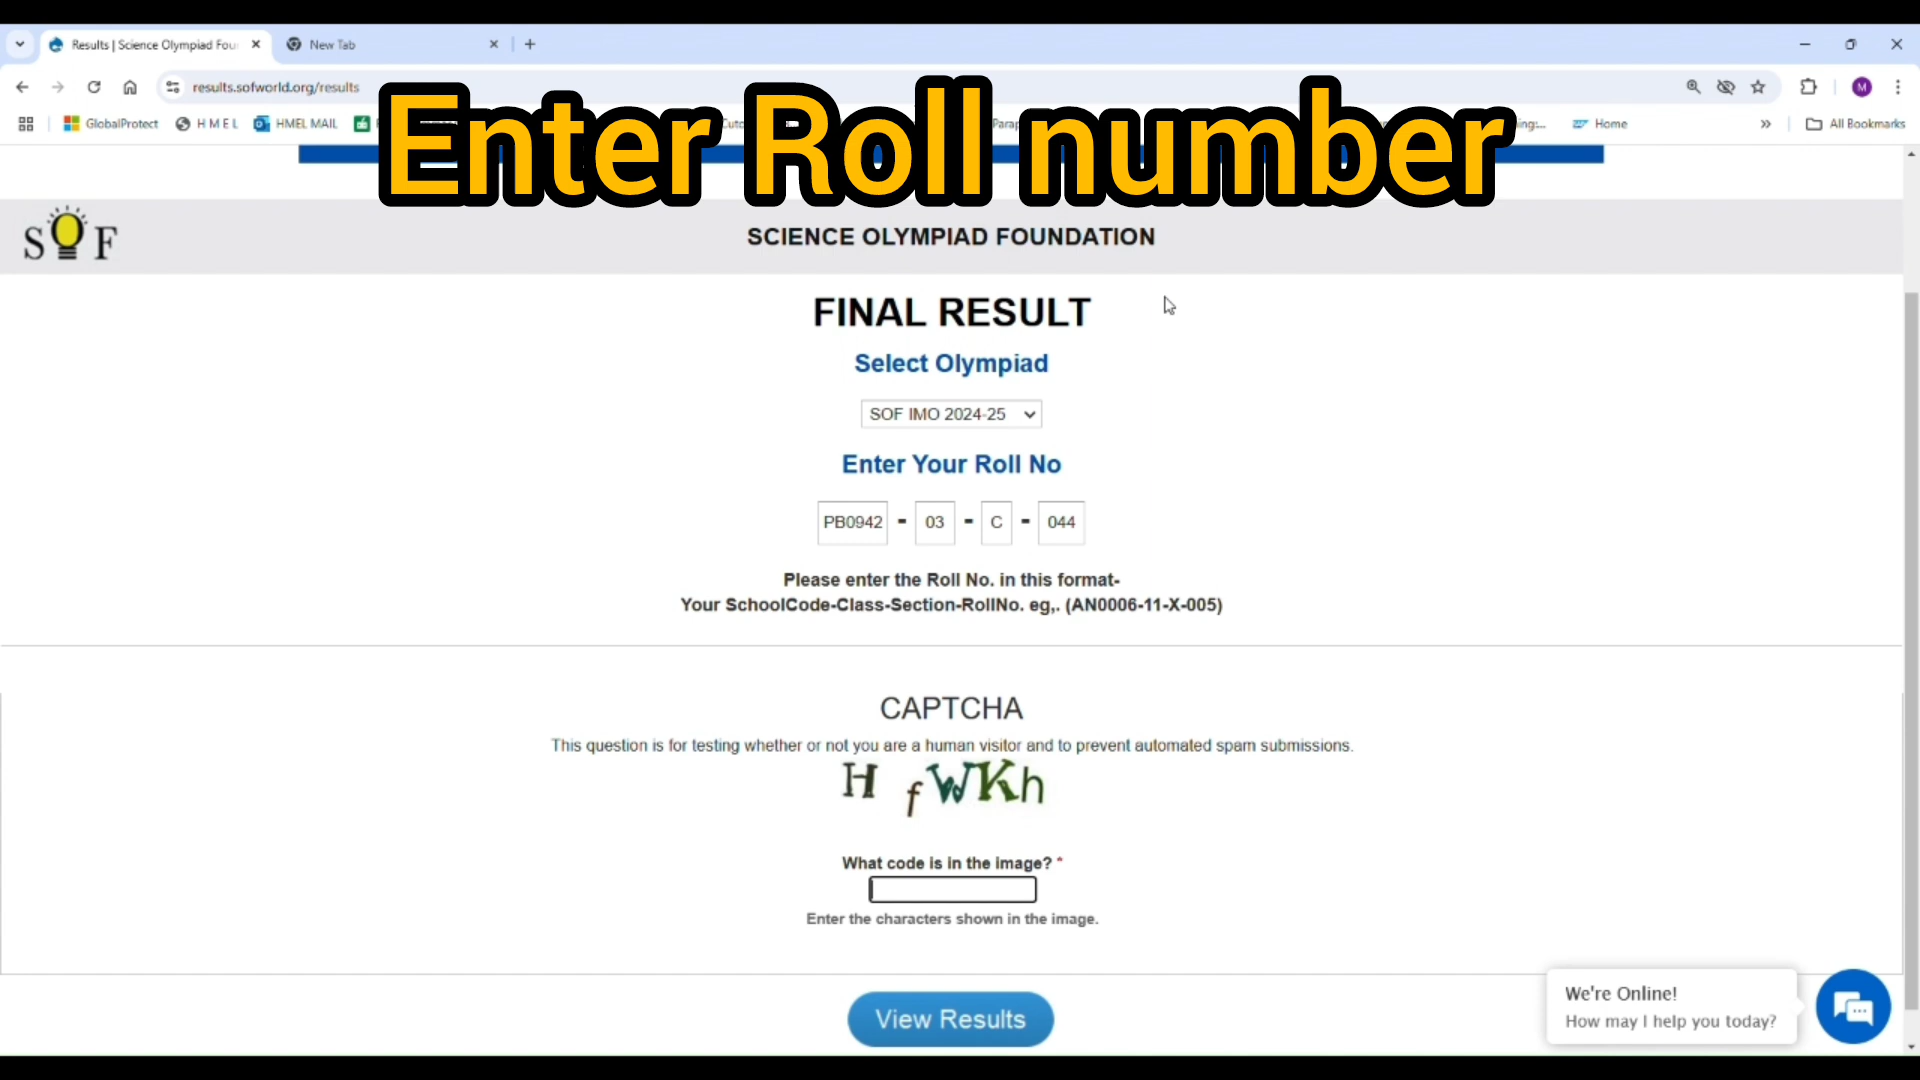 Results | Science Olympiad Fou
New Tab
results.sofworld.org/results
GlobalProtect
H M E L
HMEL MAIL
Home
All Bookmarks
Enter Roll number
SOF
SCIENCE OLYMPIAD FOUNDATION
FINAL RESULT
Select Olympiad
SOF IMO 2024-25
Enter Your Roll No
PB0942 - 03 - C - 044
Please enter the Roll No. in this format-
Your SchoolCode-Class-Section-RollNo. eg,. (AN0006-11-X-005)
CAPTCHA
This question is for testing whether or not you are a human visitor and to prevent automated spam submissions.
H f W K h
What code is in the image? *
Enter the characters shown in the image.
View Results
We're Online!
How may I help you today?
M